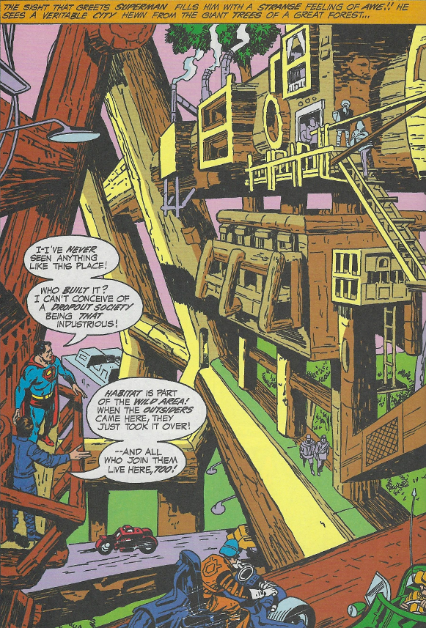 THE SIGHT THAT GREETS SUPERMAN FILLS HIM WITH A STRANGE FEELING OF AWE!! HE
SEES A VERITABLE CITY HEWN FROM THE GIANT TREES OF A GREAT FOREST...
I-I'VE NEVER
SEEN ANYTHING
LIKE THIS PLACE!
WHO BUILT IT?
I CAN'T CONCEIVE OF
A DROPOUT SOCIETY
BEING THAT
INDUSTRIOUS!
HABITAT IS PART
OF THE WILD AREA!
WHEN THE OUTSIDERS
CAME HERE, THEY
JUST TOOK IT OVER!
--AND ALL
WHO JOIN THEM
LIVE HERE, TOO!